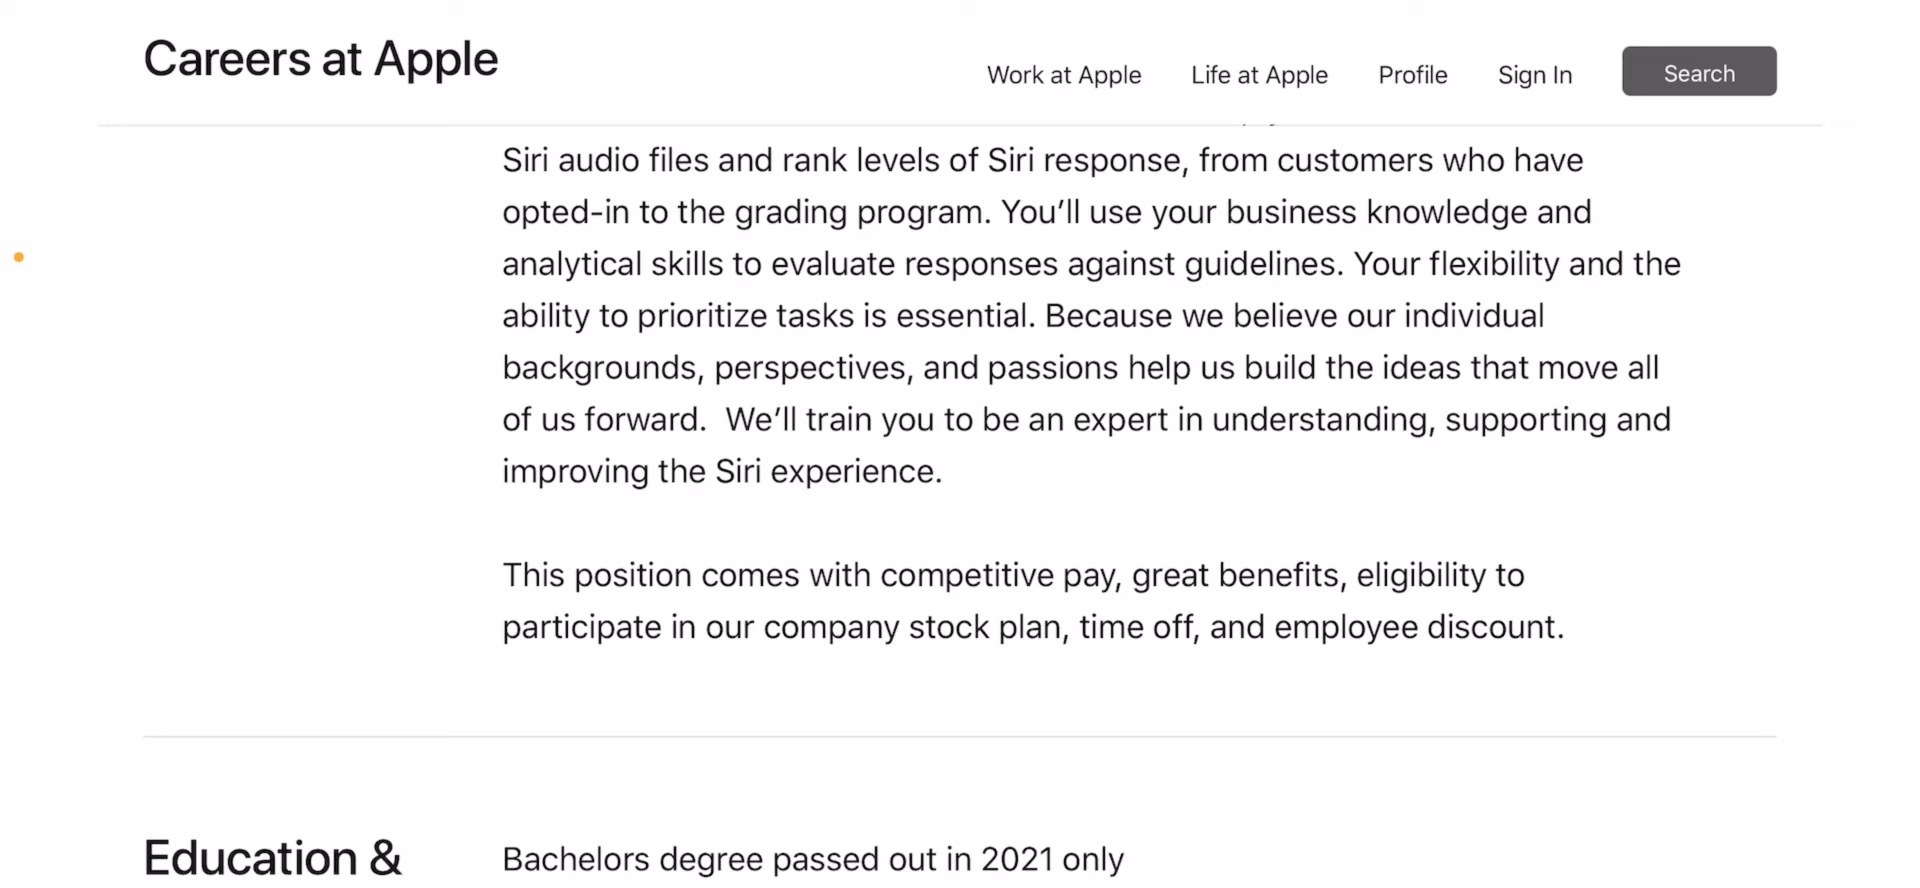 Careers at Apple
Work at Apple
Life at Apple
Profile
Sign In
Search
Siri audio files and rank levels of Siri response, from customers who have
opted-in to the grading program. You’ll use your business knowledge and
analytical skills to evaluate responses against guidelines. Your flexibility and the
ability to prioritize tasks is essential. Because we believe our individual
backgrounds, perspectives, and passions help us build the ideas that move all
of us forward.  We’ll train you to be an expert in understanding, supporting and
improving the Siri experience.
This position comes with competitive pay, great benefits, eligibility to
participate in our company stock plan, time off, and employee discount.
Education &
Bachelors degree passed out in 2021 only